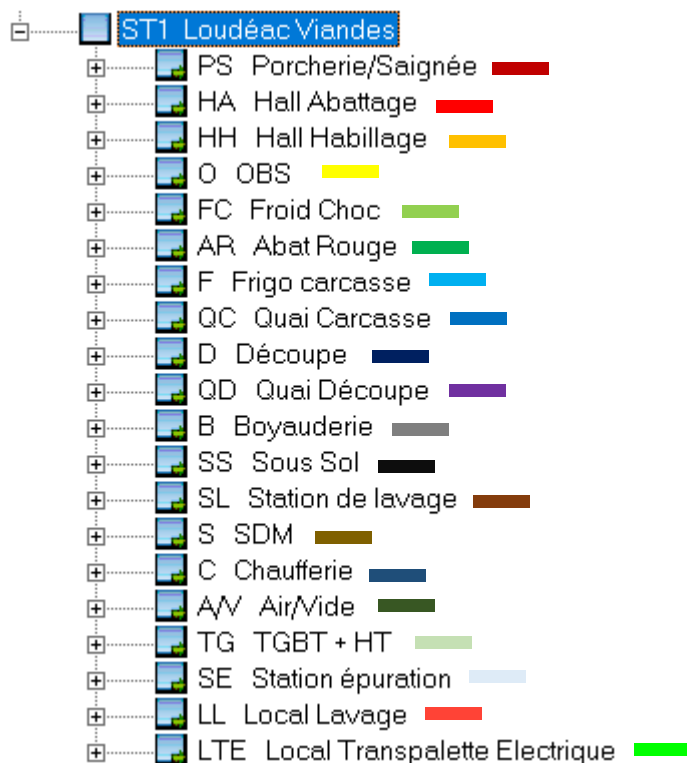 ST1 Loudéac Viandes
PS Porcherie/Saignée
HA Hall Abattage
HH Hall Habillage
O OBS
FC Froid Choc
AR Abat Rouge
F Frigo carcasse
QC Quai Carcasse
D Découpe
QD Quai Découpe
B Boyauderie
SS Sous Sol
SL Station de lavage
S SDM
C Chaufferie
A/V Air/Vide
TG TGBT + HT
SE Station épuration
LL Local Lavage
LTE Local Transpalette Electrique